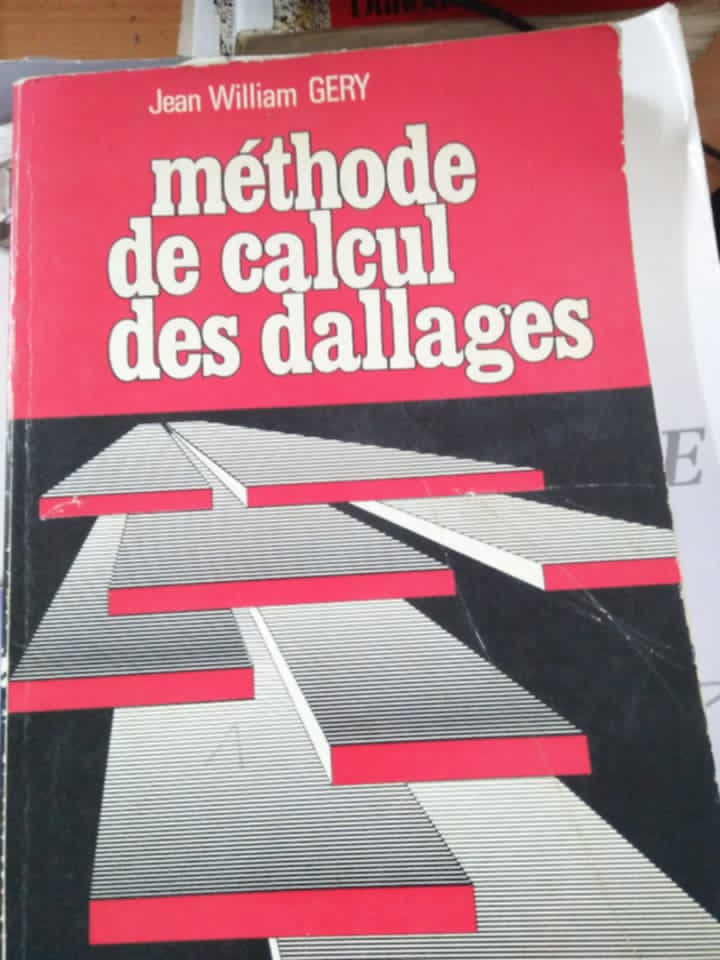 Jean William GERY
méthode
de calcul
des dallages
E